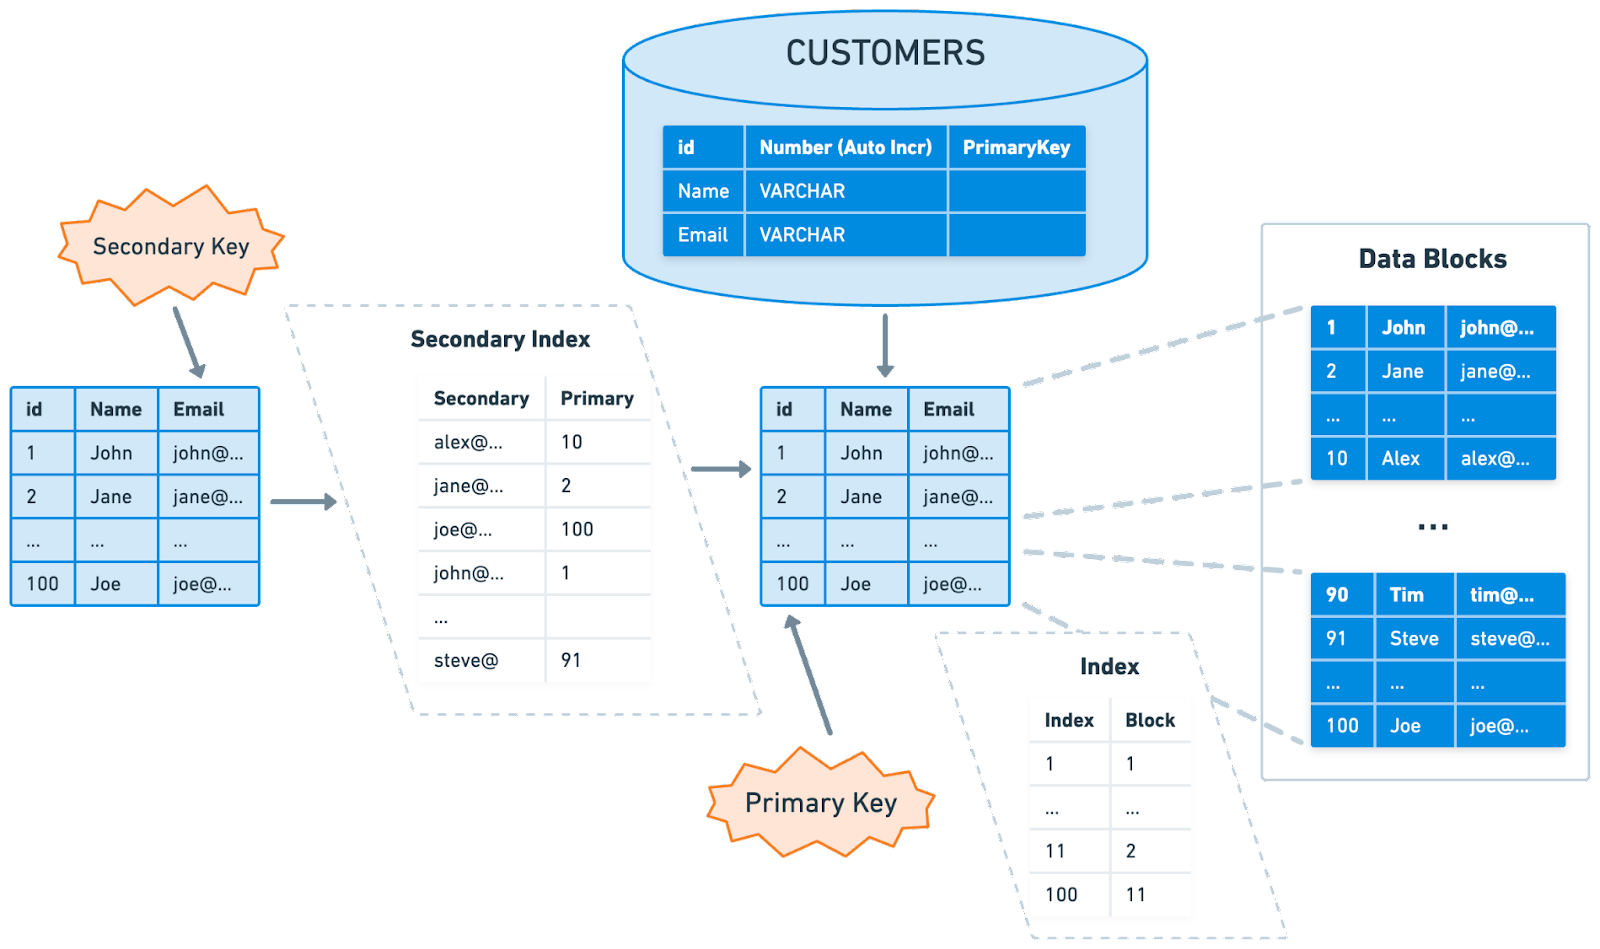 CUSTOMERS
id Number (Auto Incr) PrimaryKey
Name VARCHAR
Email VARCHAR
Secondary Key
id Name Email
1 John john@...
2 Jane jane@...
... ... ...
100 Joe joe@...
Secondary Index
Secondary Primary
alex@... 10
jane@... 2
joe@... 100
john@... 1
...
steve@ 91
id Name Email
1 John john@...
2 Jane jane@...
... ... ...
100 Joe joe@...
Primary Key
Index
Index Block
1 1
... ...
11 2
100 11
Data Blocks
1 John john@...
2 Jane jane@...
... ... ...
10 Alex alex@...
...
90 Tim tim@...
91 Steve steve@...
... ... ...
100 Joe joe@...